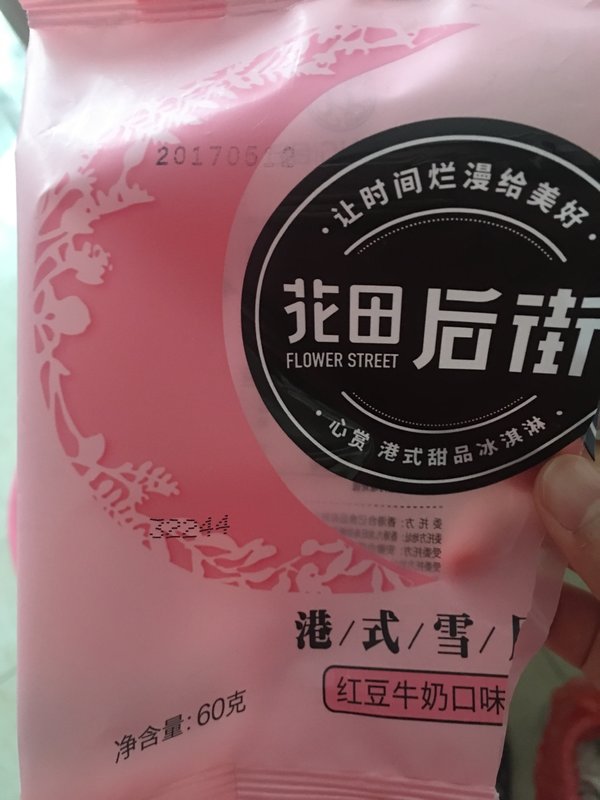 20170512
·让时间烂漫给美好·
花田后街
FLOWER STREET
·心赏 港式甜品冰淇淋·
32244
港/式/雪/
红豆牛奶口味
净含量:60克